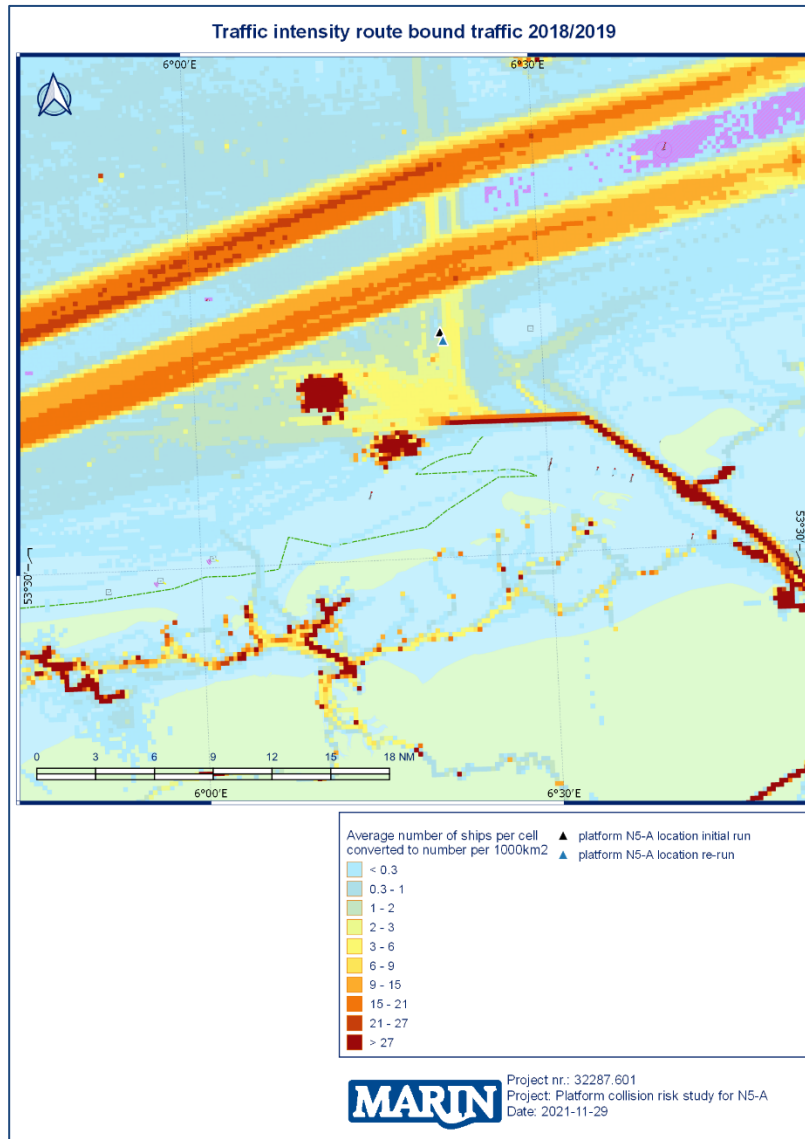 Traffic intensity route bound traffic 2018/2019
6°00'E
6°30'E
53°30'-
53°30'-
0 3 6 9 12 15 18 NM
6°00'E
6°30'E
Average number of ships per cell
converted to number per 1000km2
< 0.3
0.3 - 1
1 - 2
2 - 3
3 - 6
6 - 9
9 - 15
15 - 21
21 - 27
> 27
platform N5-A location initial run
platform N5-A location re-run
MARIN
Project nr.: 32287.601
Project: Platform collision risk study for N5-A
Date: 2021-11-29